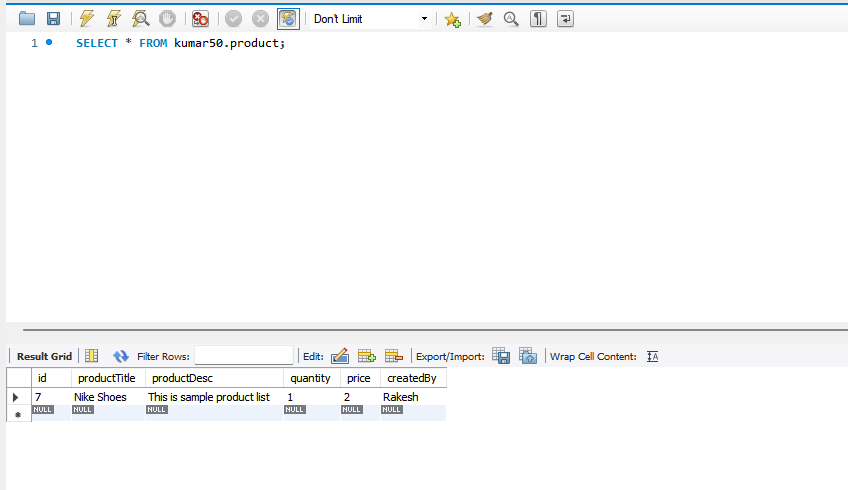 Don't Limit
1 SELECT * FROM kumar50.product;
Result Grid Filter Rows: Edit: Export/Import: Wrap Cell Content:
id productTitle productDesc quantity price createdBy
7 Nike Shoes This is sample product list 1 2 Rakesh
NULL NULL NULL NULL NULL NULL